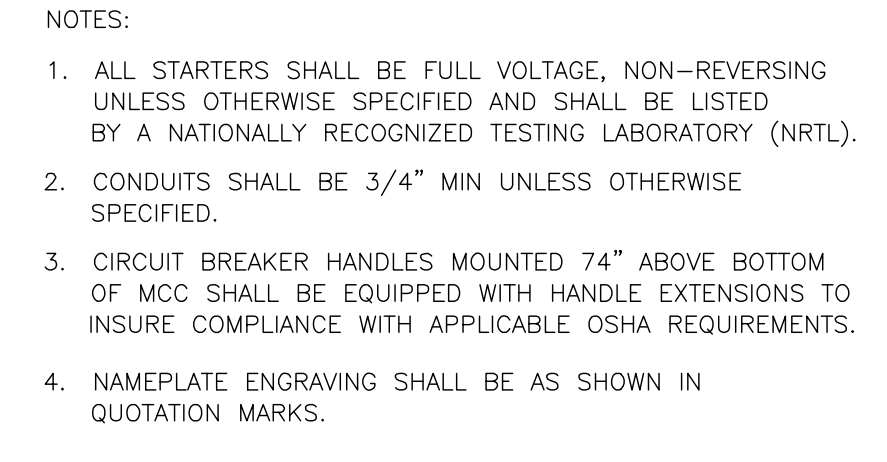 NOTES:
1. ALL STARTERS SHALL BE FULL VOLTAGE, NON-REVERSING
UNLESS OTHERWISE SPECIFIED AND SHALL BE LISTED
BY A NATIONALLY RECOGNIZED TESTING LABORATORY (NRTL).
2. CONDUITS SHALL BE 3/4" MIN UNLESS OTHERWISE
SPECIFIED.
3. CIRCUIT BREAKER HANDLES MOUNTED 74" ABOVE BOTTOM
OF MCC SHALL BE EQUIPPED WITH HANDLE EXTENSIONS TO
INSURE COMPLIANCE WITH APPLICABLE OSHA REQUIREMENTS.
4. NAMEPLATE ENGRAVING SHALL BE AS SHOWN IN
QUOTATION MARKS.